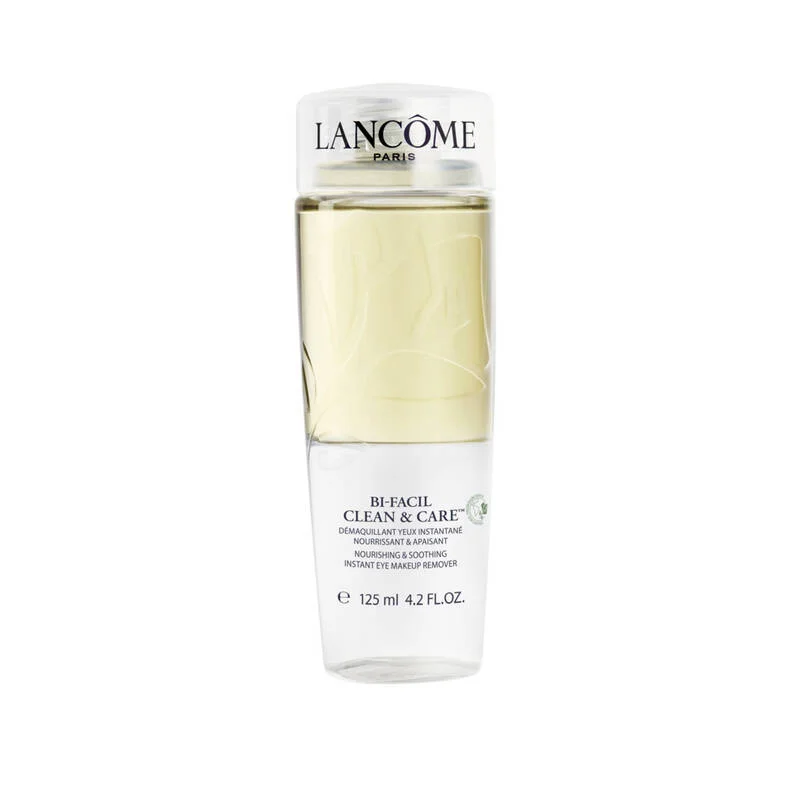 LANCÔME
PARIS
BI-FACIL
CLEAN & CARE™
DÉMAQUILLANT YEUX INSTANTANÉ
NOURRISSANT & APAISANT
NOURISHING & SOOTHING
INSTANT EYE MAKEUP REMOVER
℮ 125 ml 4.2 FL.OZ.